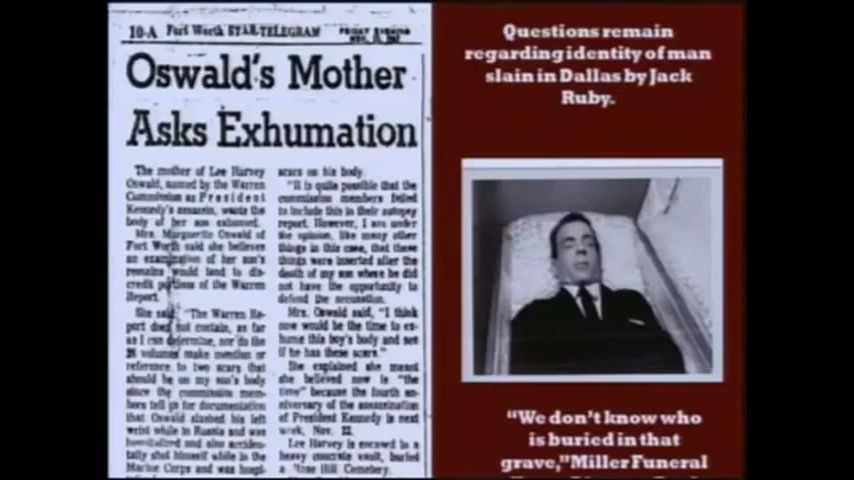 10-A Fort Worth STAR-TELEGRAM FRIDAY EVENING
Oswald's Mother
Asks Exhumation
The mother of Lee Harvey
Oswald, named by the Warren
Commission as President
Kennedy's assassin, wants the
body of her son exhumed.
Mrs. Marguerite Oswald of
Fort Worth said she believes
an examination of her son's
remains would tend to dis-
credit portions of the Warren
Report.
She said: "The Warren Re-
port does not contain, as far
as I can determine, nor do the
26 volumes make mention or
reference to two scars that
should be on my son's body
since the commission mem-
bers tell us for documentation
that Oswald slashed his left
wrist while in Russia and was
hospitalized and also acciden-
tally shot himself while in the
Marine Corps and was hospi-
scars on his body.
"It is quite possible that the
commission members failed
to include this in their autopsy
report. However, I am under
the opinion, like many other
things in this case, that these
things were inserted after the
death of my son where he did
not have the opportunity to
defend the accusation.
Mrs. Oswald said, "I think
now would be the time to ex-
hume this boy's body and see
if he has these scars."
She explained she meant
she believed now is "the
time" because the fourth an-
niversary of the assassination
of President Kennedy is next
week, Nov. 22.
Lee Harvey is encased in a
heavy concrete vault, buried
Hill Cemetery.
Questions remain
regarding identity of man
slain in Dallas by Jack
Ruby.
"We don't know who
is buried in that
grave,"Miller Funeral